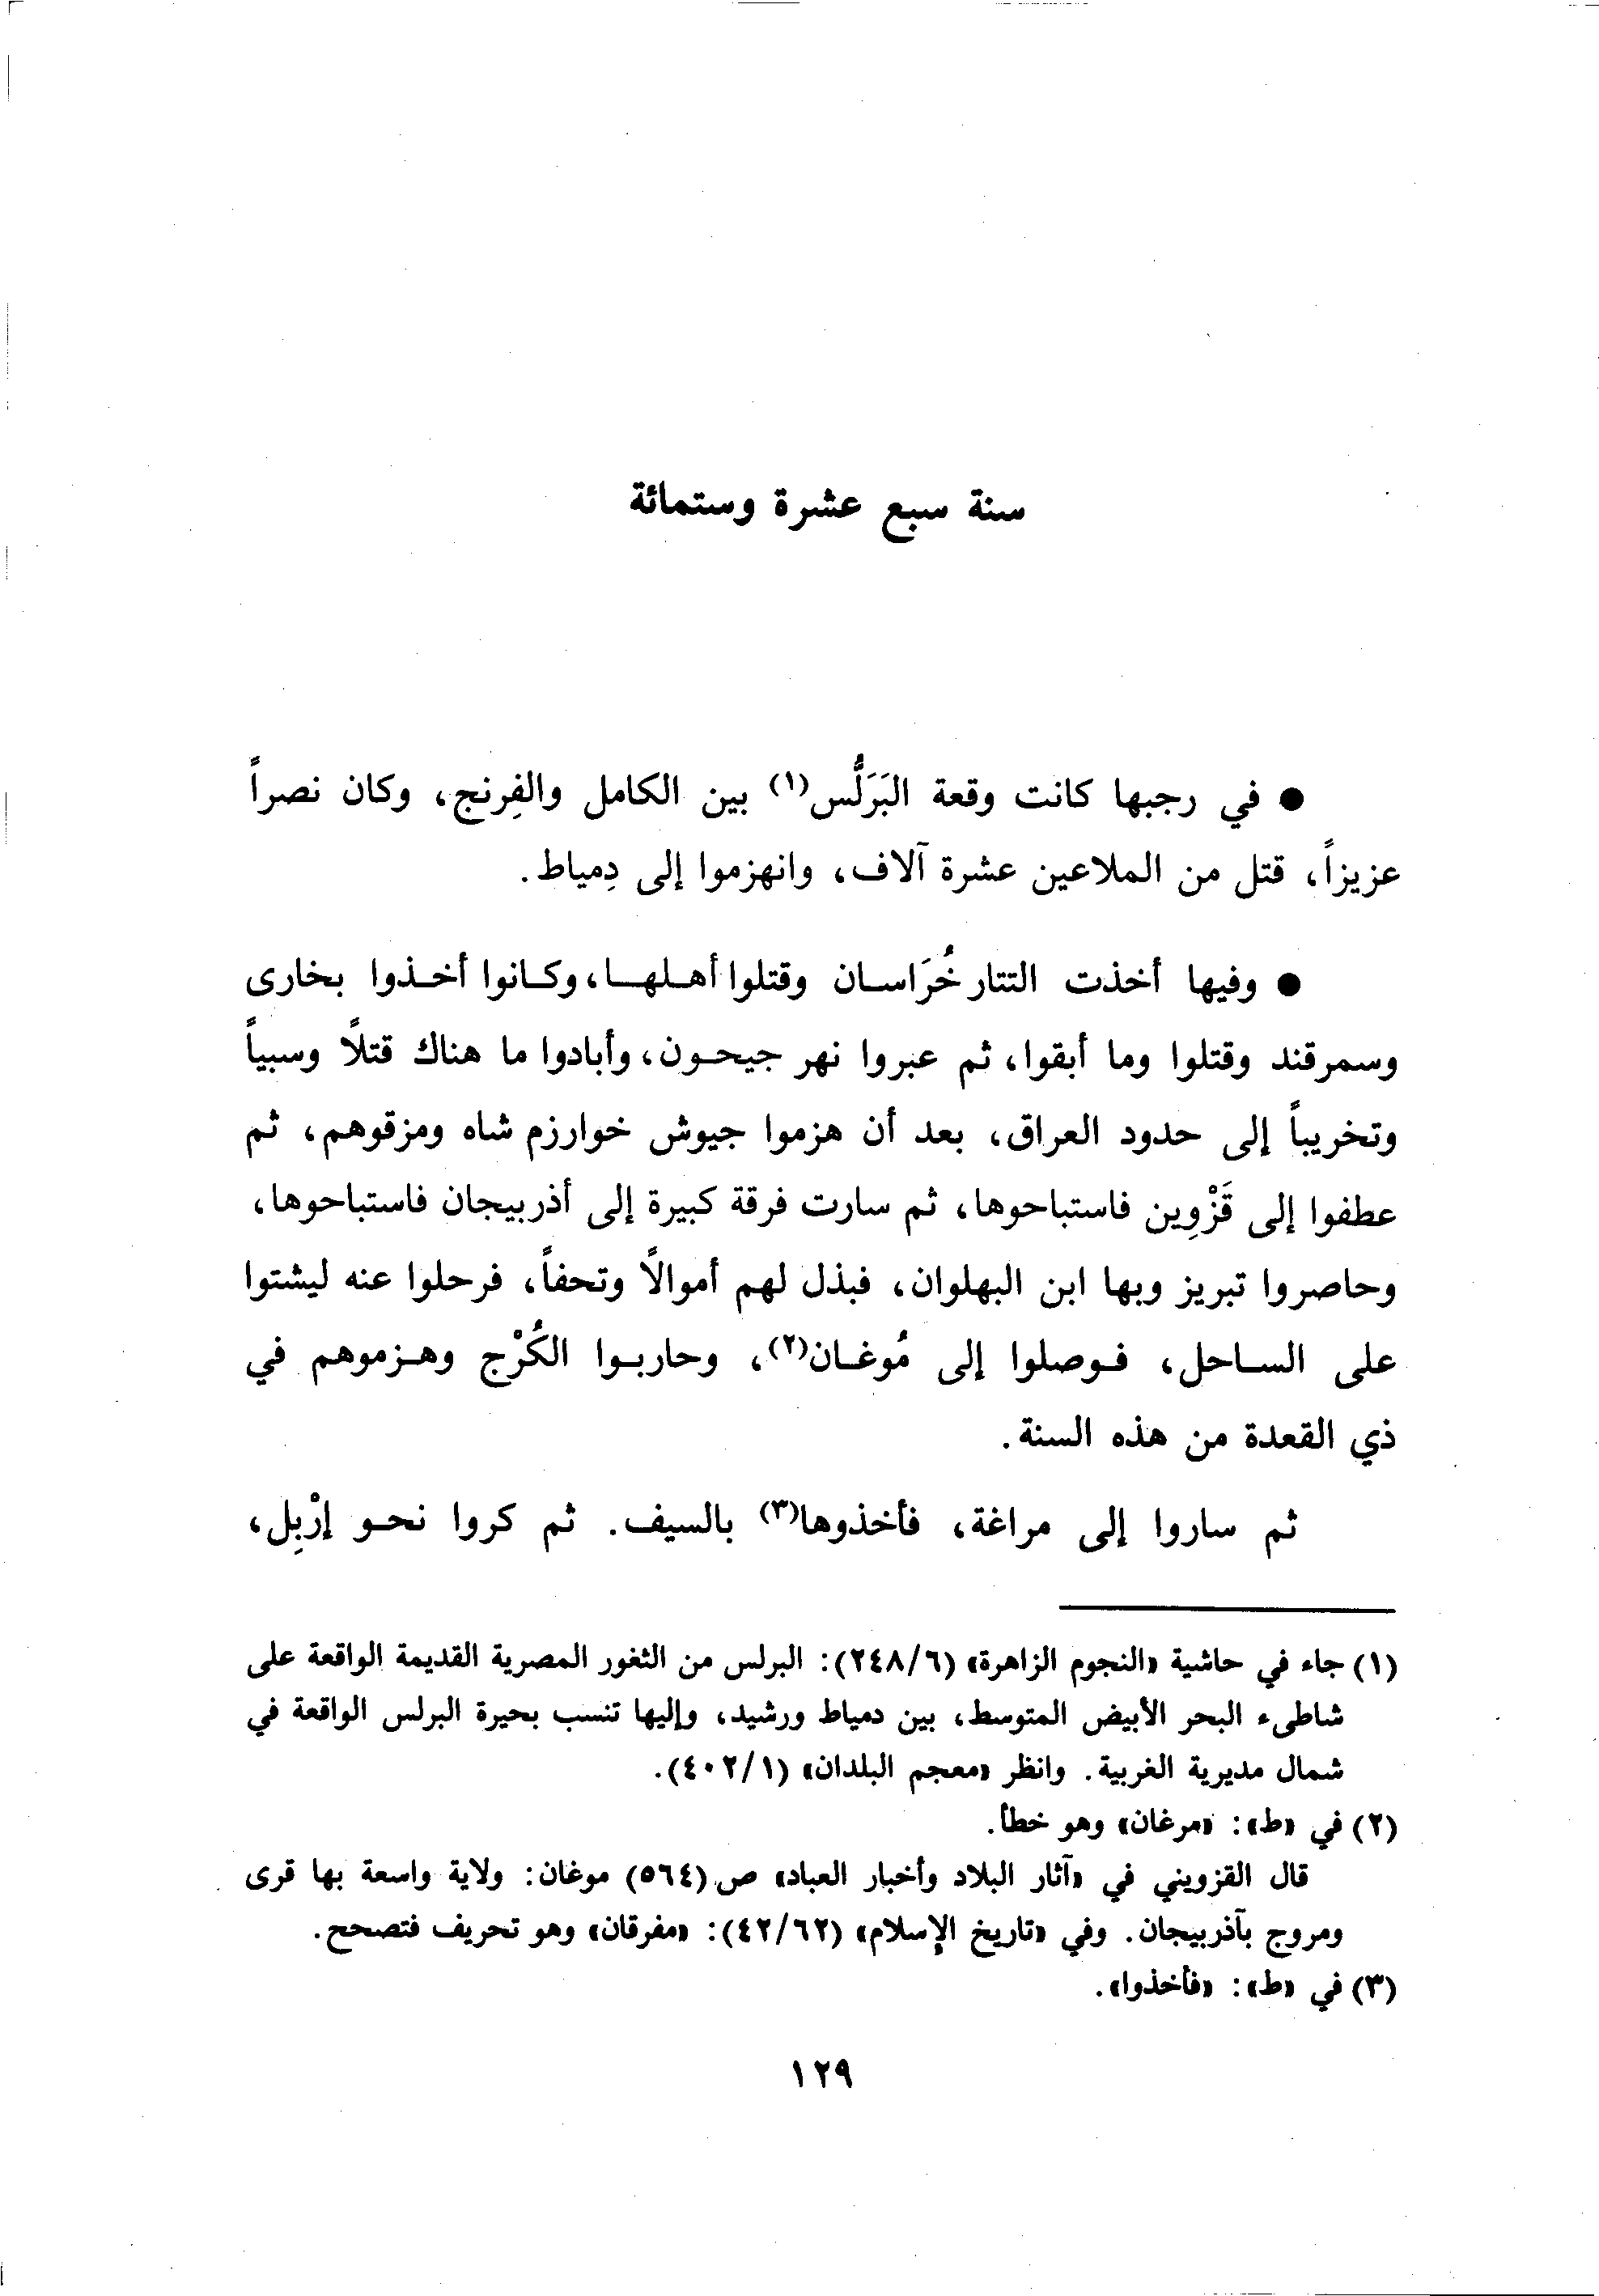 سنة سبع عشرة وستمائة
● في رجبها كانت وقعة البَرَلُّس(١) بين الكامل والفِرنج، وكان نصراً
عزيزاً، قتل من الملاعين عشرة آلاف، وانهزموا إلى دِمياط.
● وفيها أخذت التتار خُرَاسان وقتلوا أهلها، وكانوا أخذوا بخارى
وسمرقند وقتلوا وما أبقوا، ثم عبروا نهر جيحون، وأبادوا ما هناك قتلاً وسبياً
وتخريباً إلى حدود العراق، بعد أن هزموا جيوش خوارزم شاه ومزقوهم، ثم
عطفوا إلى قَزْوِين فاستباحوها، ثم سارت فرقة كبيرة إلى أذربيجان فاستباحوها،
وحاصروا تبريز وبها ابن البهلوان، فبذل لهم أموالاً وتحفاً، فرحلوا عنه ليشتوا
على الساحل، فوصلوا إلى مُوغان(٢)، وحاربوا الكُرْج وهزموهم في
ذي القعدة من هذه السنة.
ثم ساروا إلى مراغة، فأخذوها(٣) بالسيف. ثم كروا نحو إرْبِل،
(١) جاء في حاشية «النجوم الزاهرة» (٢٤٨/٦): البرلس من الثغور المصرية القديمة الواقعة على
شاطىء البحر الأبيض المتوسط، بين دمياط ورشيد، وإليها تنسب بحيرة البرلس الواقعة في
شمال مديرية الغربية. وانظر «معجم البلدان» (٤٠٢/١).
(٢) في «ط»: «مرغان» وهو خطأ.
قال القزويني في «آثار البلاد وأخبار العباد» ص (٥٦٤) موغان: ولاية واسعة بها قرى
ومروج بآذربيجان. وفي «تاريخ الإسلام» (٤٢/٦٢): «مفرقان» وهو تحريف فتصحح.
(٣) في «ط»: «فأخذوا».
١٢٩